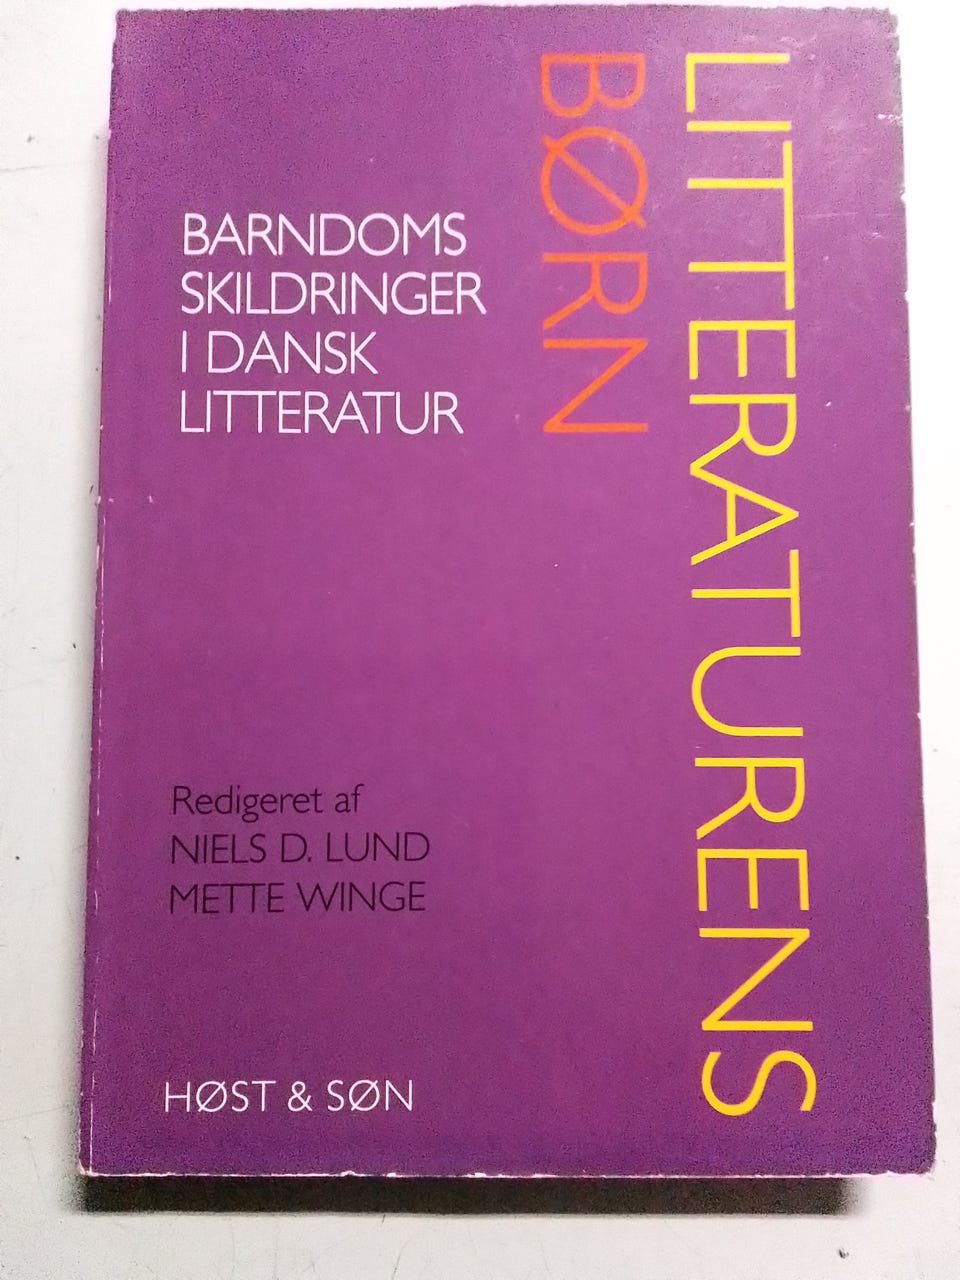 LITTERATURENS
BØRN
BARNDOMS
SKILDRINGER
I DANSK
LITTERATUR
Redigeret af
NIELS D. LUND
METTE WINGE
HØST & SØN